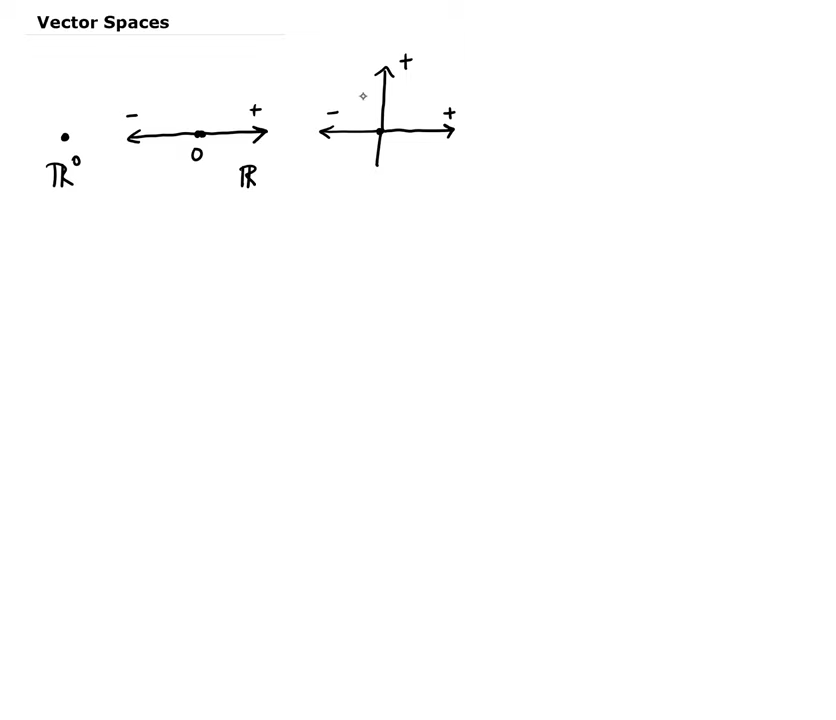 Vector Spaces
+
- + - +
0
ℝ⁰ ℝ